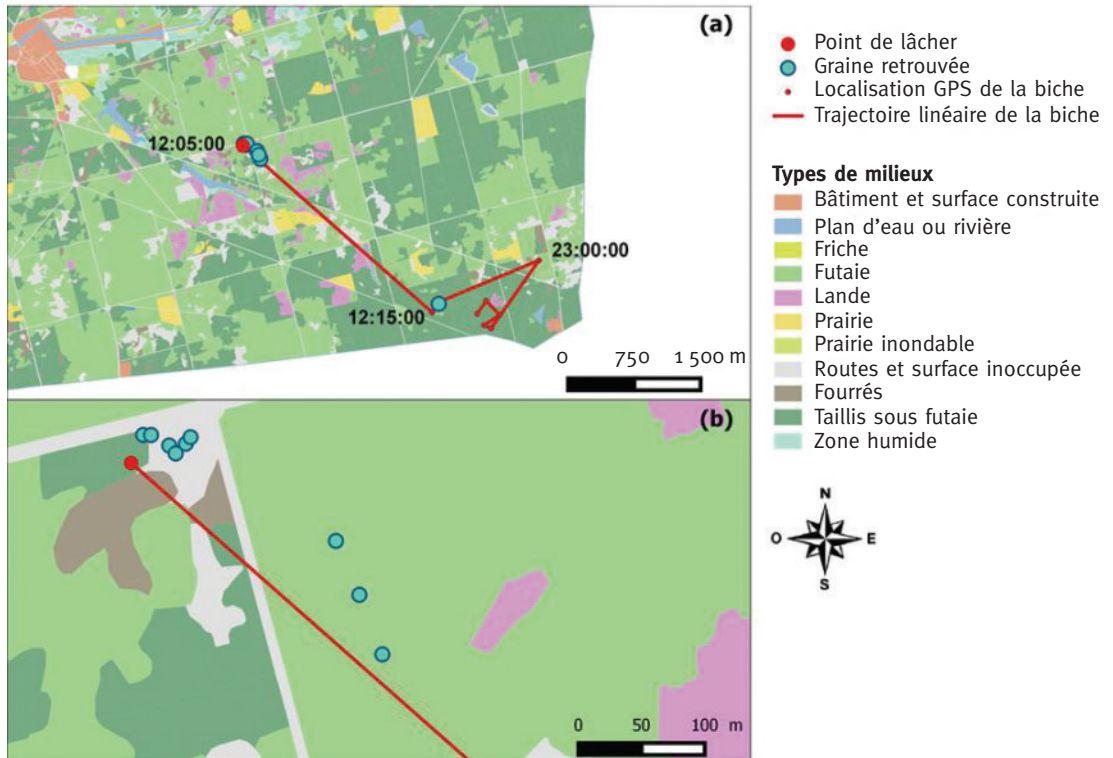 (a)
12:05:00
23:00:00
12:15:00
0 750 1 500 m
(b)
0 50 100 m
Point de lâcher
Graine retrouvée
Localisation GPS de la biche
Trajectoire linéaire de la biche
Types de milieux
Bâtiment et surface construite
Plan d'eau ou rivière
Friche
Futaie
Lande
Prairie
Prairie inondable
Routes et surface inoccupée
Fourrés
Taillis sous futaie
Zone humide
N
O E
S